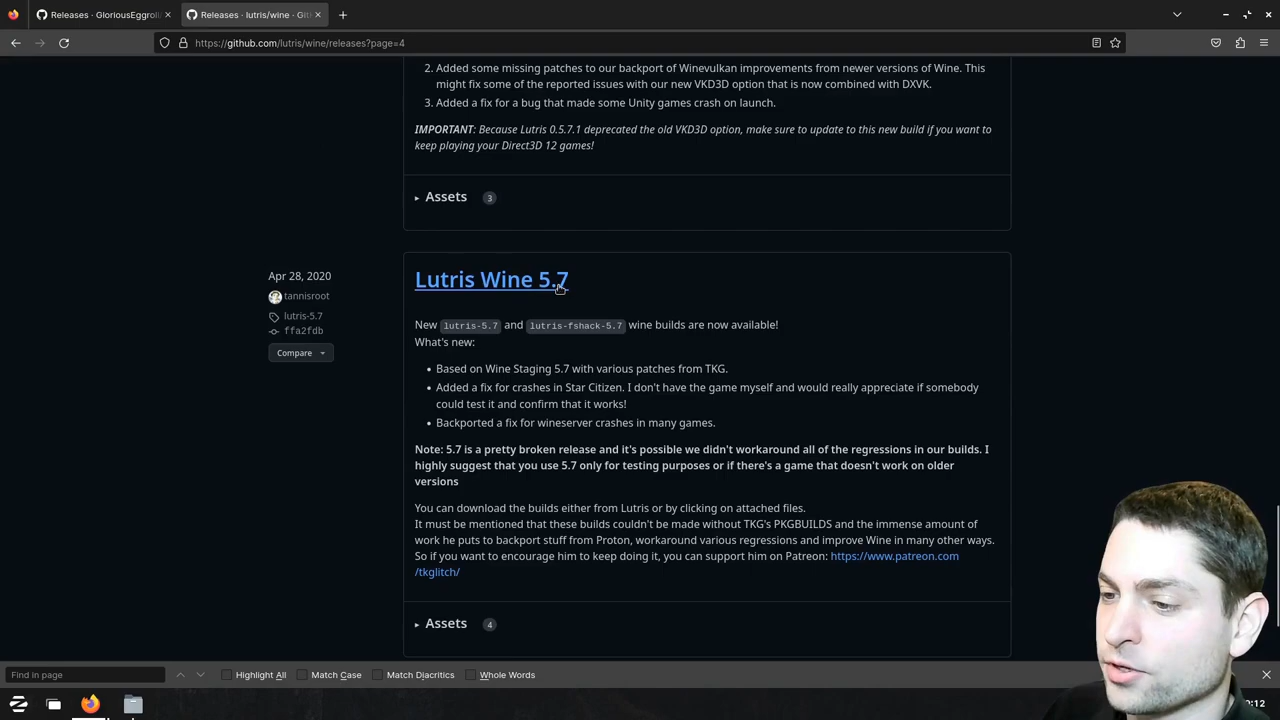 Releases · GloriousEggroll
Releases · lutris/wine · Git
https://github.com/lutris/wine/releases?page=4
2. Added some missing patches to our backport of Winevulkan improvements from newer versions of Wine. This
might fix some of the reported issues with our new VKD3D option that is now combined with DXVK.
3. Added a fix for a bug that made some Unity games crash on launch.
IMPORTANT: Because Lutris 0.5.7.1 deprecated the old VKD3D option, make sure to update to this new build if you want to
keep playing your Direct3D 12 games!
Assets 3
Apr 28, 2020
tannisroot
lutris-5.7
ffa2fdb
Compare
Lutris Wine 5.7
New lutris-5.7 and lutris-fshack-5.7 wine builds are now available!
What's new:
• Based on Wine Staging 5.7 with various patches from TKG.
• Added a fix for crashes in Star Citizen. I don't have the game myself and would really appreciate if somebody
could test it and confirm that it works!
• Backported a fix for wineserver crashes in many games.
Note: 5.7 is a pretty broken release and it's possible we didn't workaround all of the regressions in our builds. I
highly suggest that you use 5.7 only for testing purposes or if there's a game that doesn't work on older
versions
You can download the builds either from Lutris or by clicking on attached files.
It must be mentioned that these builds couldn't be made without TKG's PKGBUILDS and the immense amount of
work he puts to backport stuff from Proton, workaround various regressions and improve Wine in many other ways.
So if you want to encourage him to keep doing it, you can support him on Patreon: https://www.patreon.com
/tkglitch/
Assets 4
Find in page
Highlight All
Match Case
Match Diacritics
Whole Words